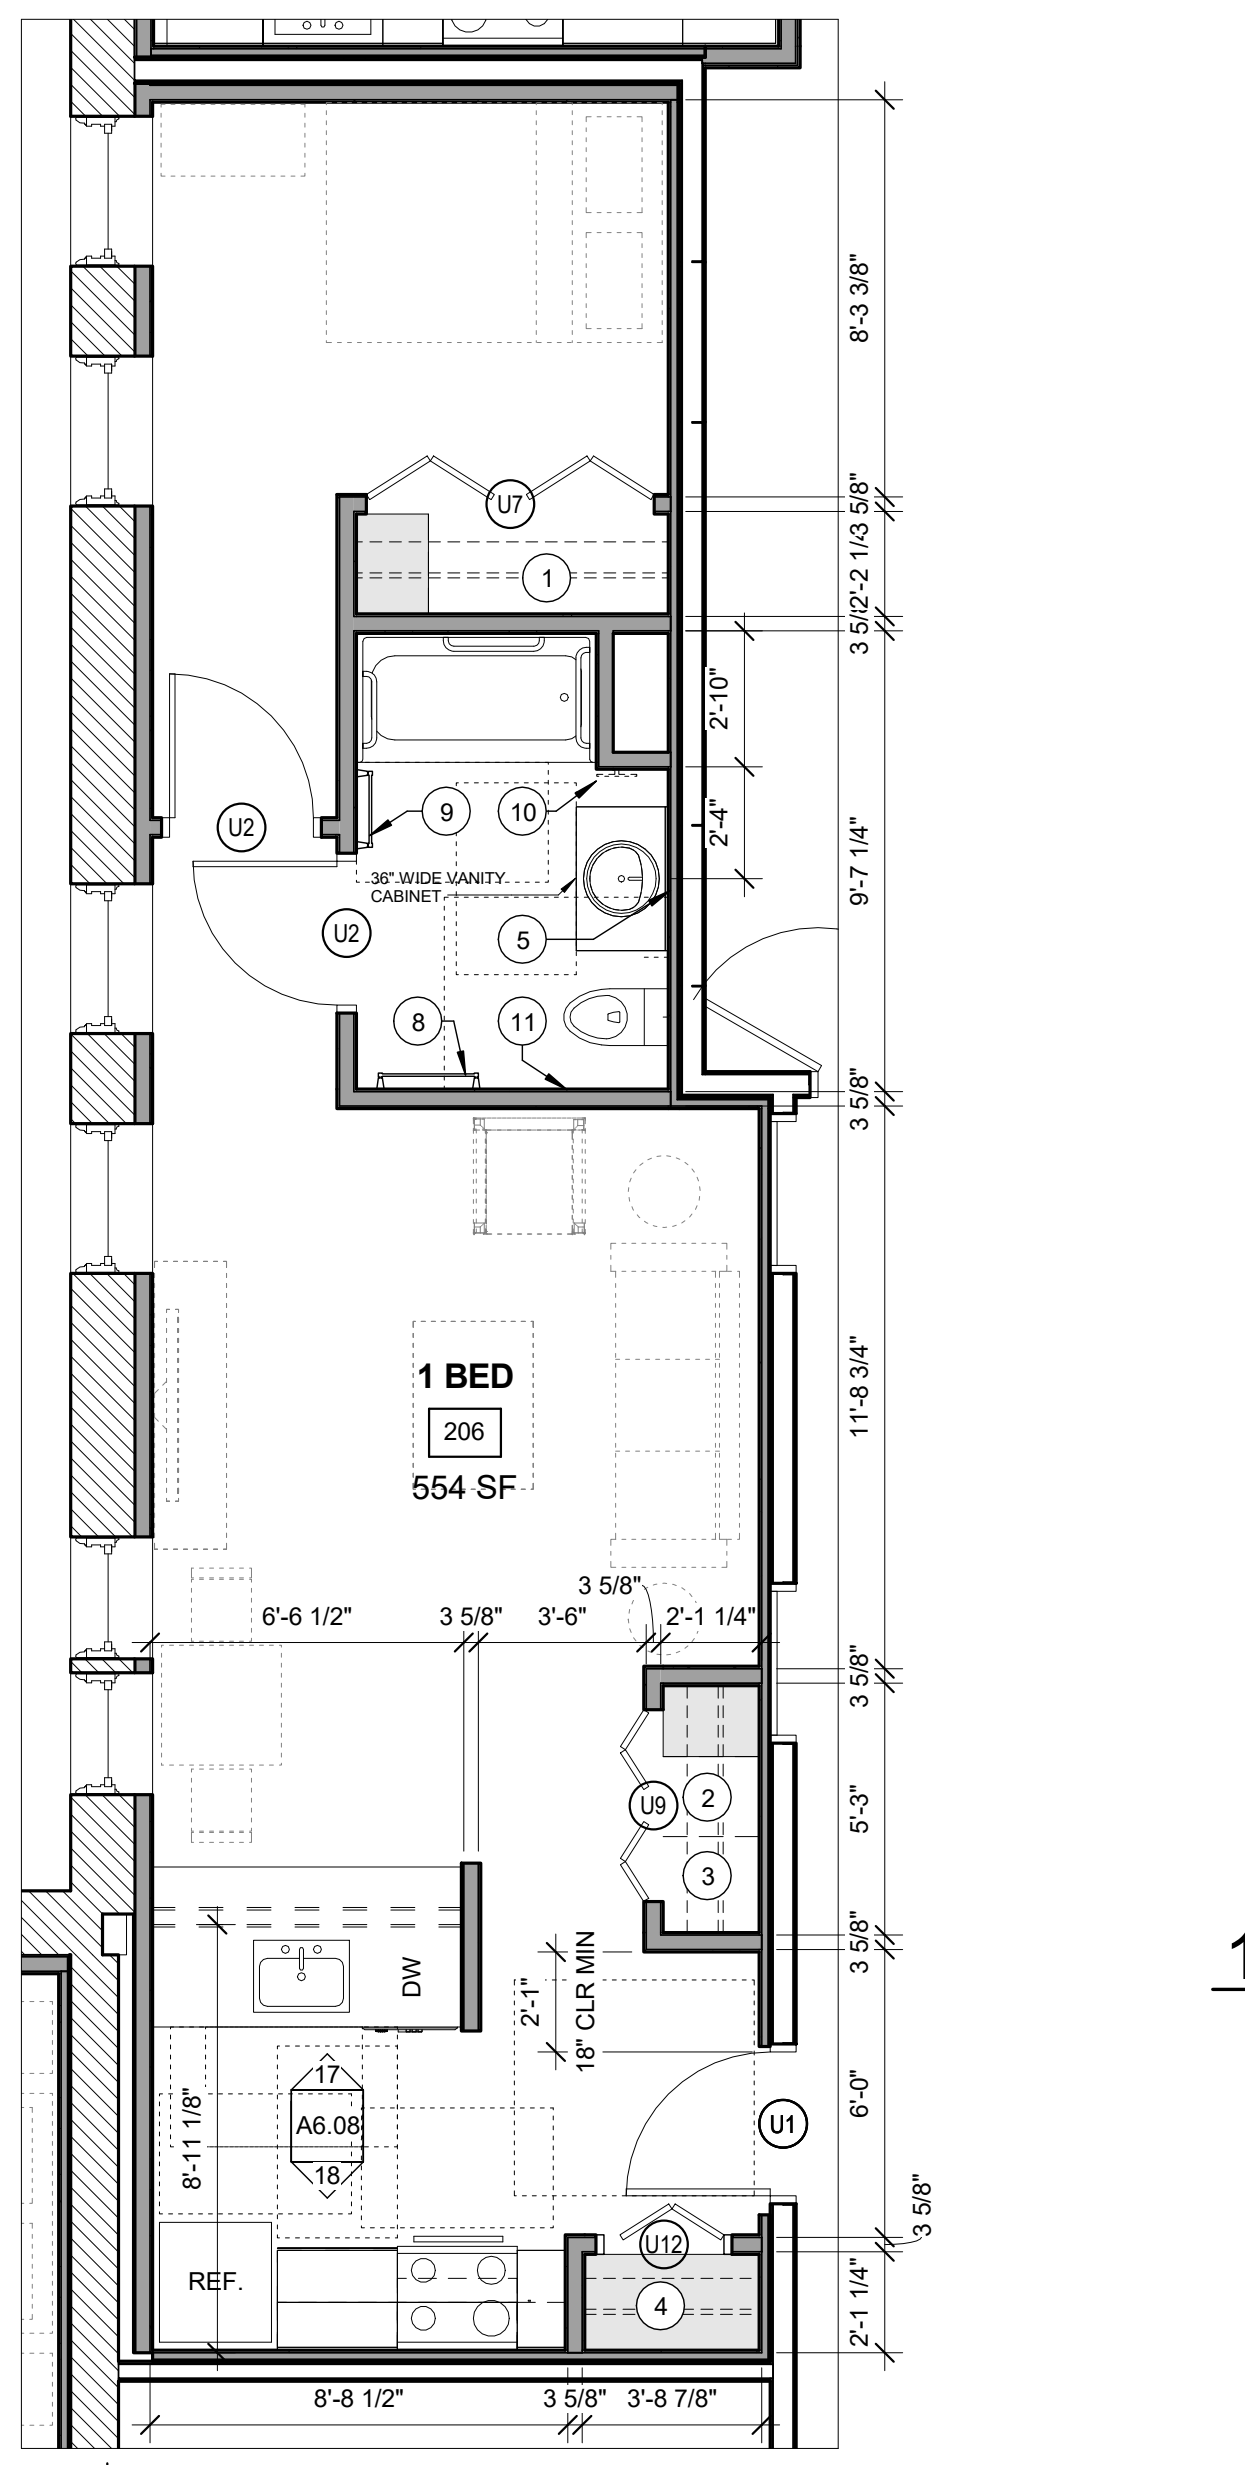 8'-3 3/8"
3 5/8"
U7
2'-2 1/4"
1
3 5/8"
2'-10"
9
10
U2
2'-4"
9'-7 1/4"
36" WIDE VANITY
CABINET
U2
5
8
11
3 5/8"
1 BED
11'-8 3/4"
206
554 SF
3 5/8"
6'-6 1/2"
3 5/8"
3'-6"
2'-1 1/4"
3 5/8"
2
U9
5'-3"
3
3 5/8"
DW
2'-1"
18" CLR MIN
17
A6.08
18
8'-11 1/8"
6'-0"
U1
3 5/8"
U12
REF.
4
2'-1 1/4"
8'-8 1/2"
3 5/8"
3'-8 7/8"